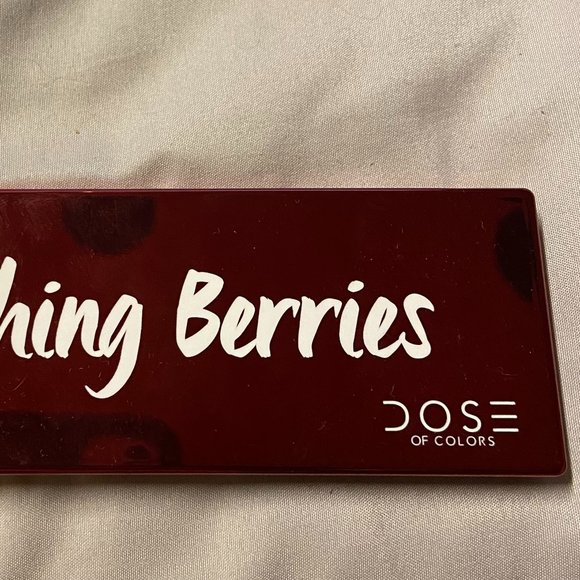 hing Berries
DOSE
OF COLORS